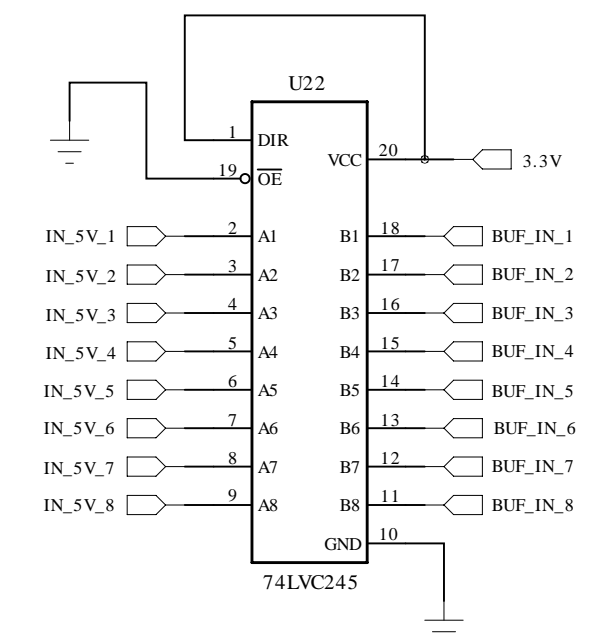 U22
1 DIR
VCC 20 3.3V
19 OE
IN_5V_1 2 A1 B1 18 BUF_IN_1
IN_5V_2 3 A2 B2 17 BUF_IN_2
IN_5V_3 4 A3 B3 16 BUF_IN_3
IN_5V_4 5 A4 B4 15 BUF_IN_4
IN_5V_5 6 A5 B5 14 BUF_IN_5
IN_5V_6 7 A6 B6 13 BUF_IN_6
IN_5V_7 8 A7 B7 12 BUF_IN_7
IN_5V_8 9 A8 B8 11 BUF_IN_8
GND 10
74LVC245